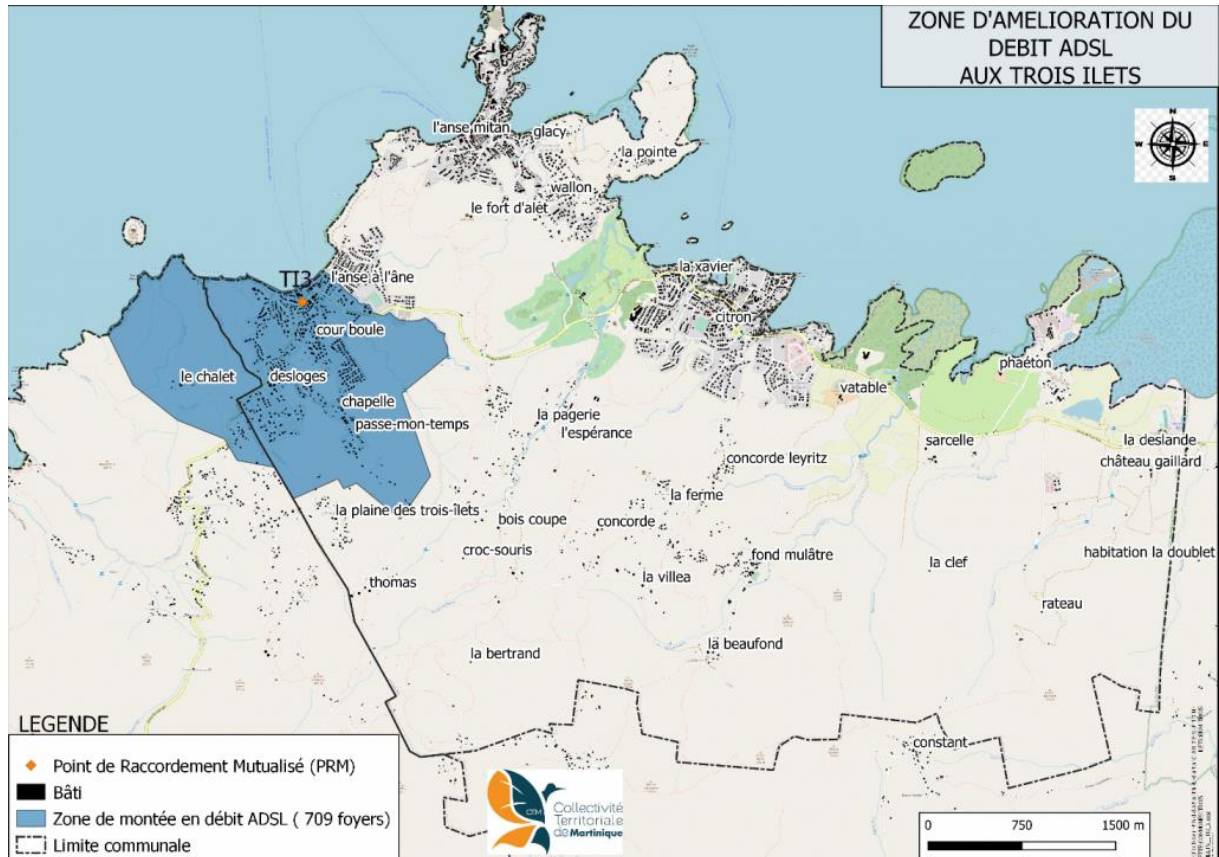 ZONE D'AMELIORATION DU
DEBIT ADSL
AUX TROIS ILETS
N
W
E
S
l'anse mitan
glacy
la pointe
wallon
le fort d'alet
TI3
l'anse à l'âne
la xavier
citron
cour boule
phaéton
le chalet
desloges
vatable
chapelle
la pagerie
passe-mon-temps
l'espérance
sarcelle
la deslande
concorde leyritz
château gaillard
la ferme
la plaine des trois-îlets
bois coupe
concorde
croc-souris
fond mulâtre
habitation la doublet
la clef
thomas
la villea
rateau
la beaufond
la bertrand
constant
LEGENDE
Point de Raccordement Mutualisé (PRM)
Bâti
Zone de montée en débit ADSL ( 709 foyers)
Limite communale
CTM
Collectivité
Territoriale
de Martinique
0 750 1500 m